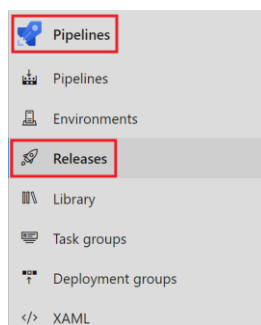 Pipelines
Pipelines
Environments
Releases
Library
Task groups
Deployment groups
XAML